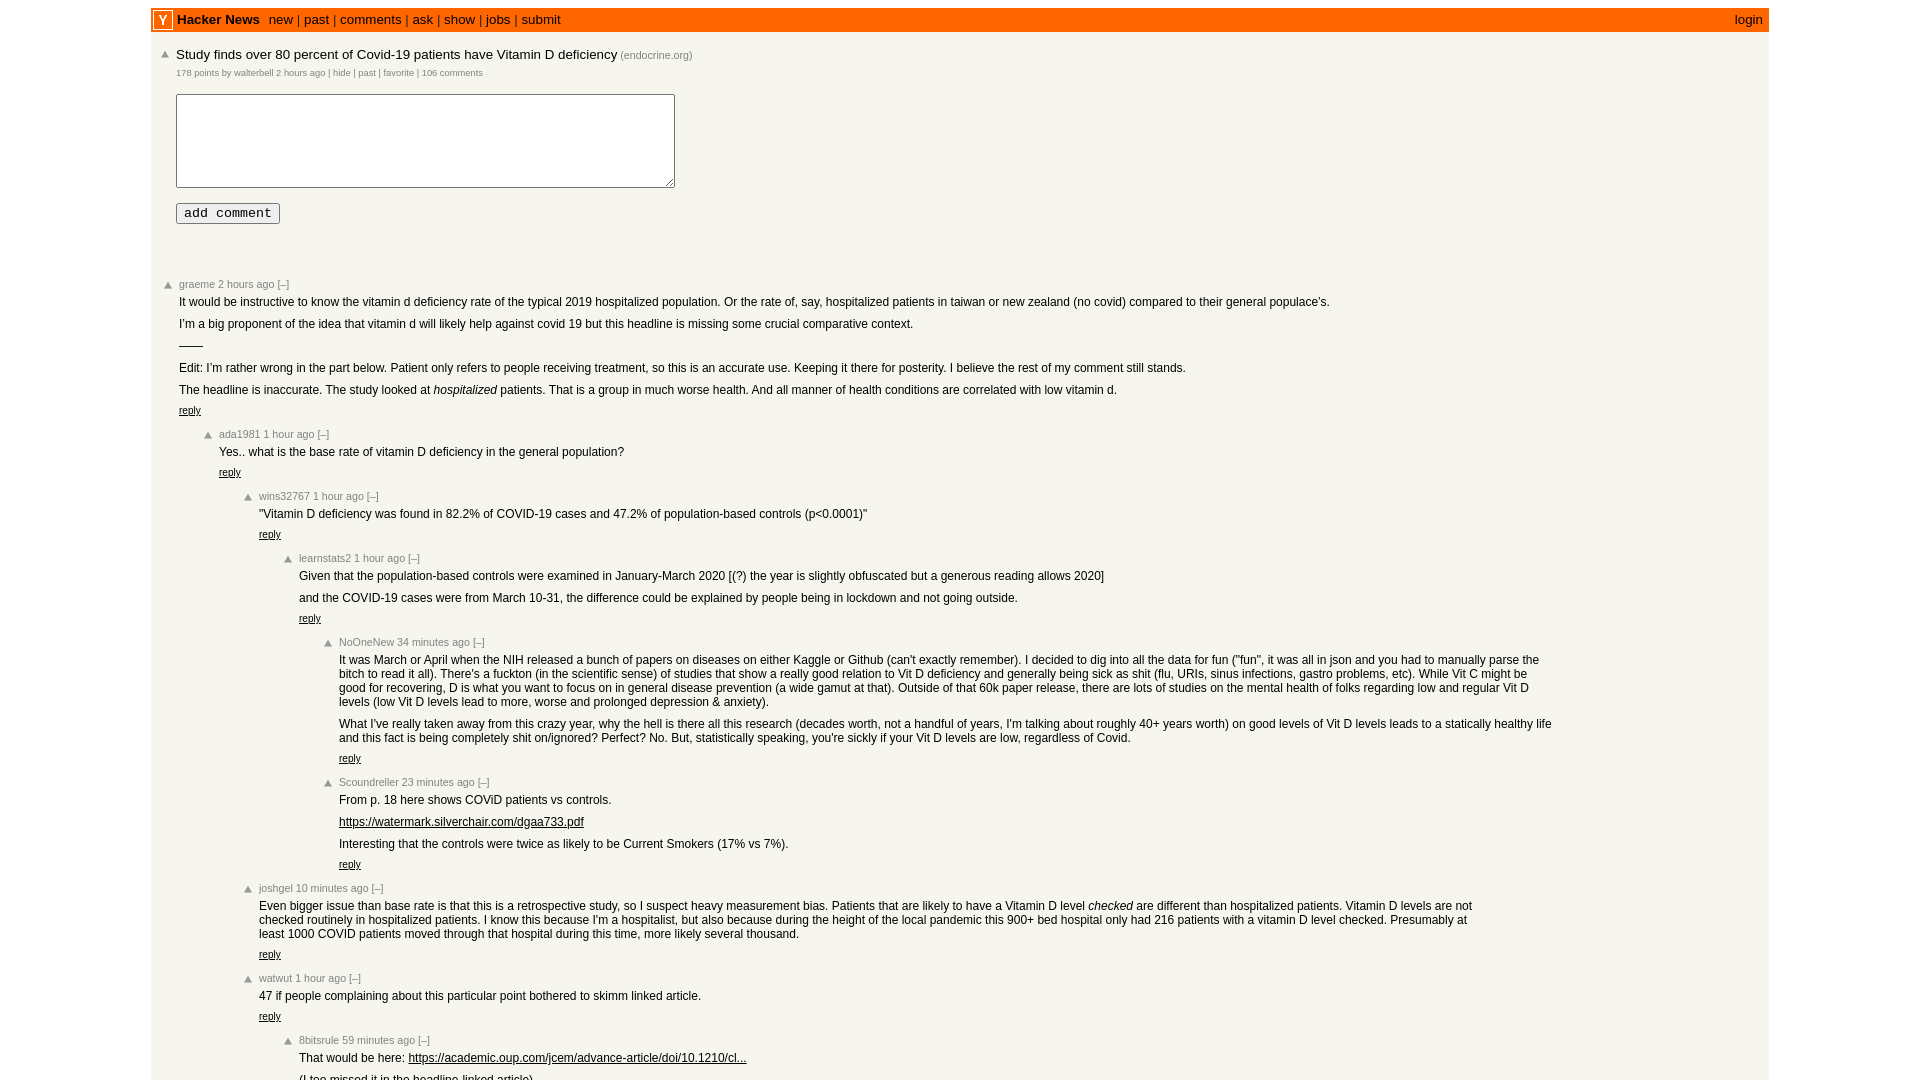 Y Hacker News new | past | comments | ask | show | jobs | submit login
Study finds over 80 percent of Covid-19 patients have Vitamin D deficiency (endocrine.org)
178 points by walterbell 2 hours ago | hide | past | favorite | 106 comments
add comment
graeme 2 hours ago [–]
It would be instructive to know the vitamin d deficiency rate of the typical 2019 hospitalized population. Or the rate of, say, hospitalized patients in taiwan or new zealand (no covid) compared to their general populace's.
I'm a big proponent of the idea that vitamin d will likely help against covid 19 but this headline is missing some crucial comparative context.
——
Edit: I'm rather wrong in the part below. Patient only refers to people receiving treatment, so this is an accurate use. Keeping it there for posterity. I believe the rest of my comment still stands.
The headline is inaccurate. The study looked at hospitalized patients. That is a group in much worse health. And all manner of health conditions are correlated with low vitamin d.
reply
ada1981 1 hour ago [–]
Yes.. what is the base rate of vitamin D deficiency in the general population?
reply
wins32767 1 hour ago [–]
"Vitamin D deficiency was found in 82.2% of COVID-19 cases and 47.2% of population-based controls (p<0.0001)"
reply
learnstats2 1 hour ago [–]
Given that the population-based controls were examined in January-March 2020 [(?) the year is slightly obfuscated but a generous reading allows 2020]
and the COVID-19 cases were from March 10-31, the difference could be explained by people being in lockdown and not going outside.
reply
NoOneNew 34 minutes ago [–]
It was March or April when the NIH released a bunch of papers on diseases on either Kaggle or Github (can't exactly remember). I decided to dig into all the data for fun ("fun", it was all in json and you had to manually parse the
bitch to read it all). There's a fuckton (in the scientific sense) of studies that show a really good relation to Vit D deficiency and generally being sick as shit (flu, URIs, sinus infections, gastro problems, etc). While Vit C might be
good for recovering, D is what you want to focus on in general disease prevention (a wide gamut at that). Outside of that 60k paper release, there are lots of studies on the mental health of folks regarding low and regular Vit D
levels (low Vit D levels lead to more, worse and prolonged depression & anxiety).
What I've really taken away from this crazy year, why the hell is there all this research (decades worth, not a handful of years, I'm talking about roughly 40+ years worth) on good levels of Vit D levels leads to a statically healthy life
and this fact is being completely shit on/ignored? Perfect? No. But, statistically speaking, you're sickly if your Vit D levels are low, regardless of Covid.
reply
Scoundreller 23 minutes ago [–]
From p. 18 here shows COViD patients vs controls.
https://watermark.silverchair.com/dgaa733.pdf
Interesting that the controls were twice as likely to be Current Smokers (17% vs 7%).
reply
joshgel 10 minutes ago [–]
Even bigger issue than base rate is that this is a retrospective study, so I suspect heavy measurement bias. Patients that are likely to have a Vitamin D level checked are different than hospitalized patients. Vitamin D levels are not
checked routinely in hospitalized patients. I know this because I'm a hospitalist, but also because during the height of the local pandemic this 900+ bed hospital only had 216 patients with a vitamin D level checked. Presumably at
least 1000 COVID patients moved through that hospital during this time, more likely several thousand.
reply
watwut 1 hour ago [–]
47 if people complaining about this particular point bothered to skimm linked article.
reply
8bitsrule 59 minutes ago [–]
That would be here: https://academic.oup.com/jcem/advance-article/doi/10.1210/cl...
(I too missed it in the headline-linked article)